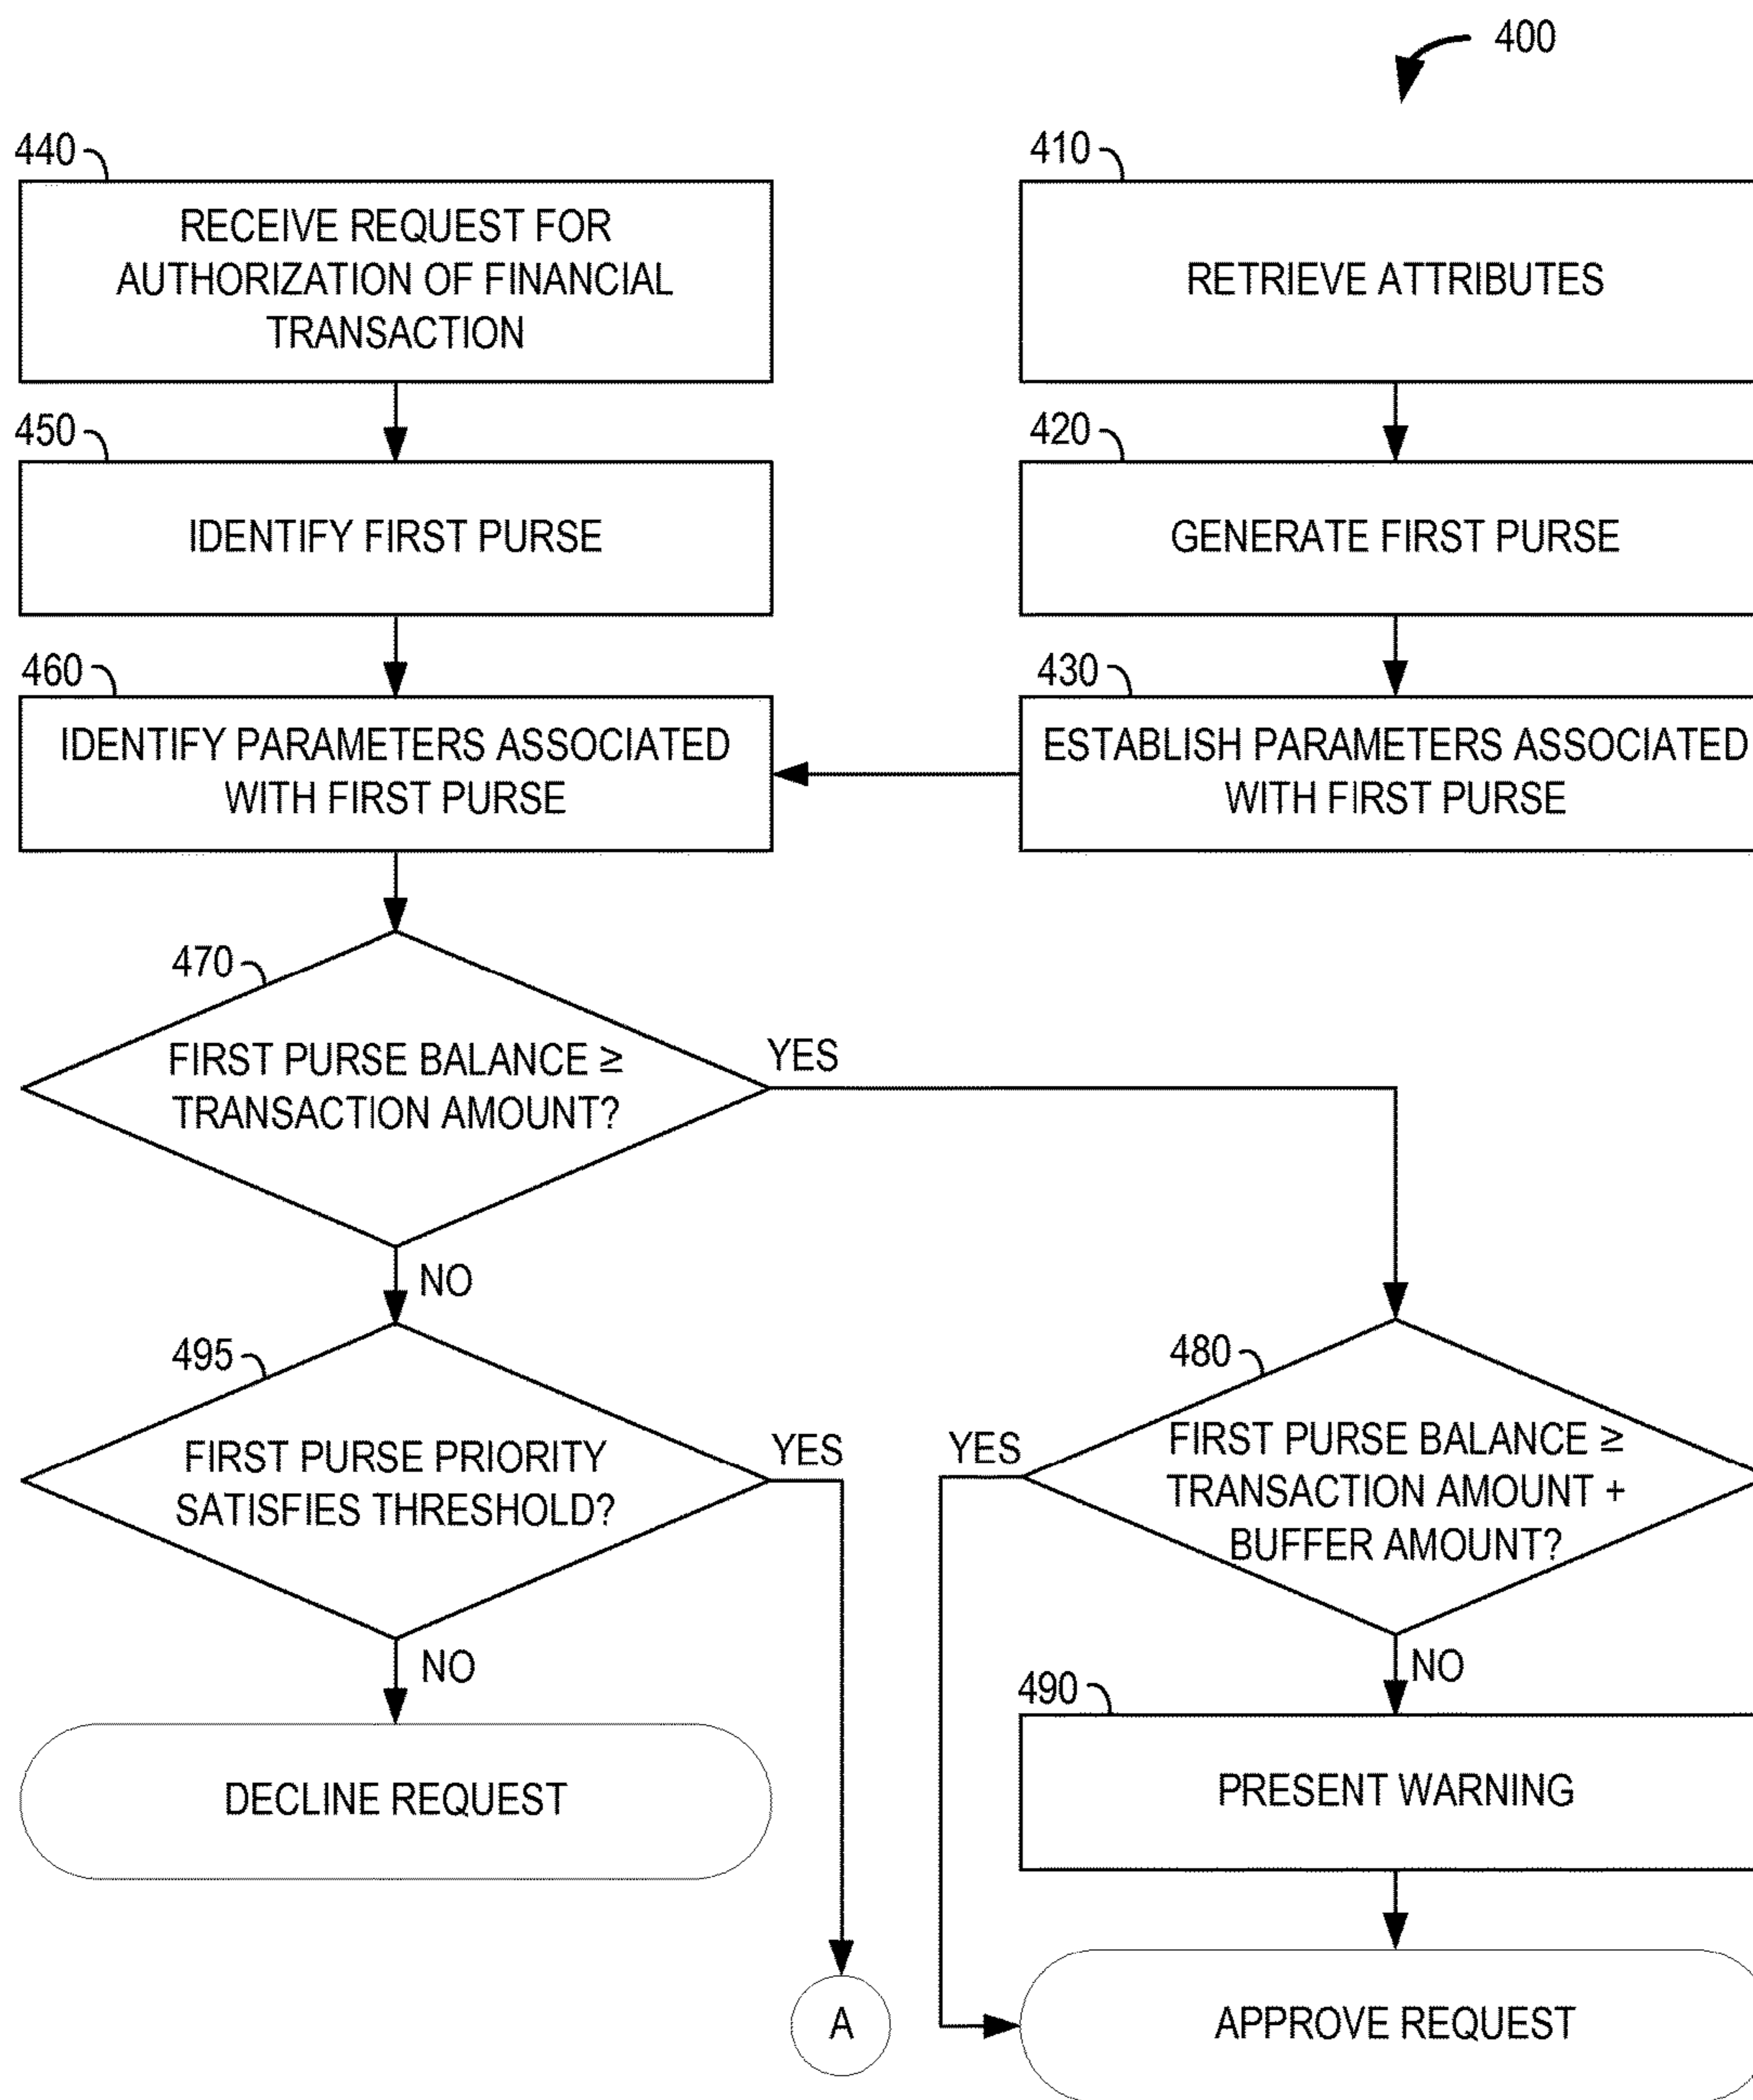 400
440
RECEIVE REQUEST FOR
AUTHORIZATION OF FINANCIAL
TRANSACTION
410
RETRIEVE ATTRIBUTES
450
IDENTIFY FIRST PURSE
420
GENERATE FIRST PURSE
460
IDENTIFY PARAMETERS ASSOCIATED
WITH FIRST PURSE
430
ESTABLISH PARAMETERS ASSOCIATED
WITH FIRST PURSE
470
FIRST PURSE BALANCE ≥
TRANSACTION AMOUNT?
YES
NO
495
FIRST PURSE PRIORITY
SATISFIES THRESHOLD?
YES
NO
480
FIRST PURSE BALANCE ≥
TRANSACTION AMOUNT +
BUFFER AMOUNT?
YES
NO
DECLINE REQUEST
490
PRESENT WARNING
A
APPROVE REQUEST